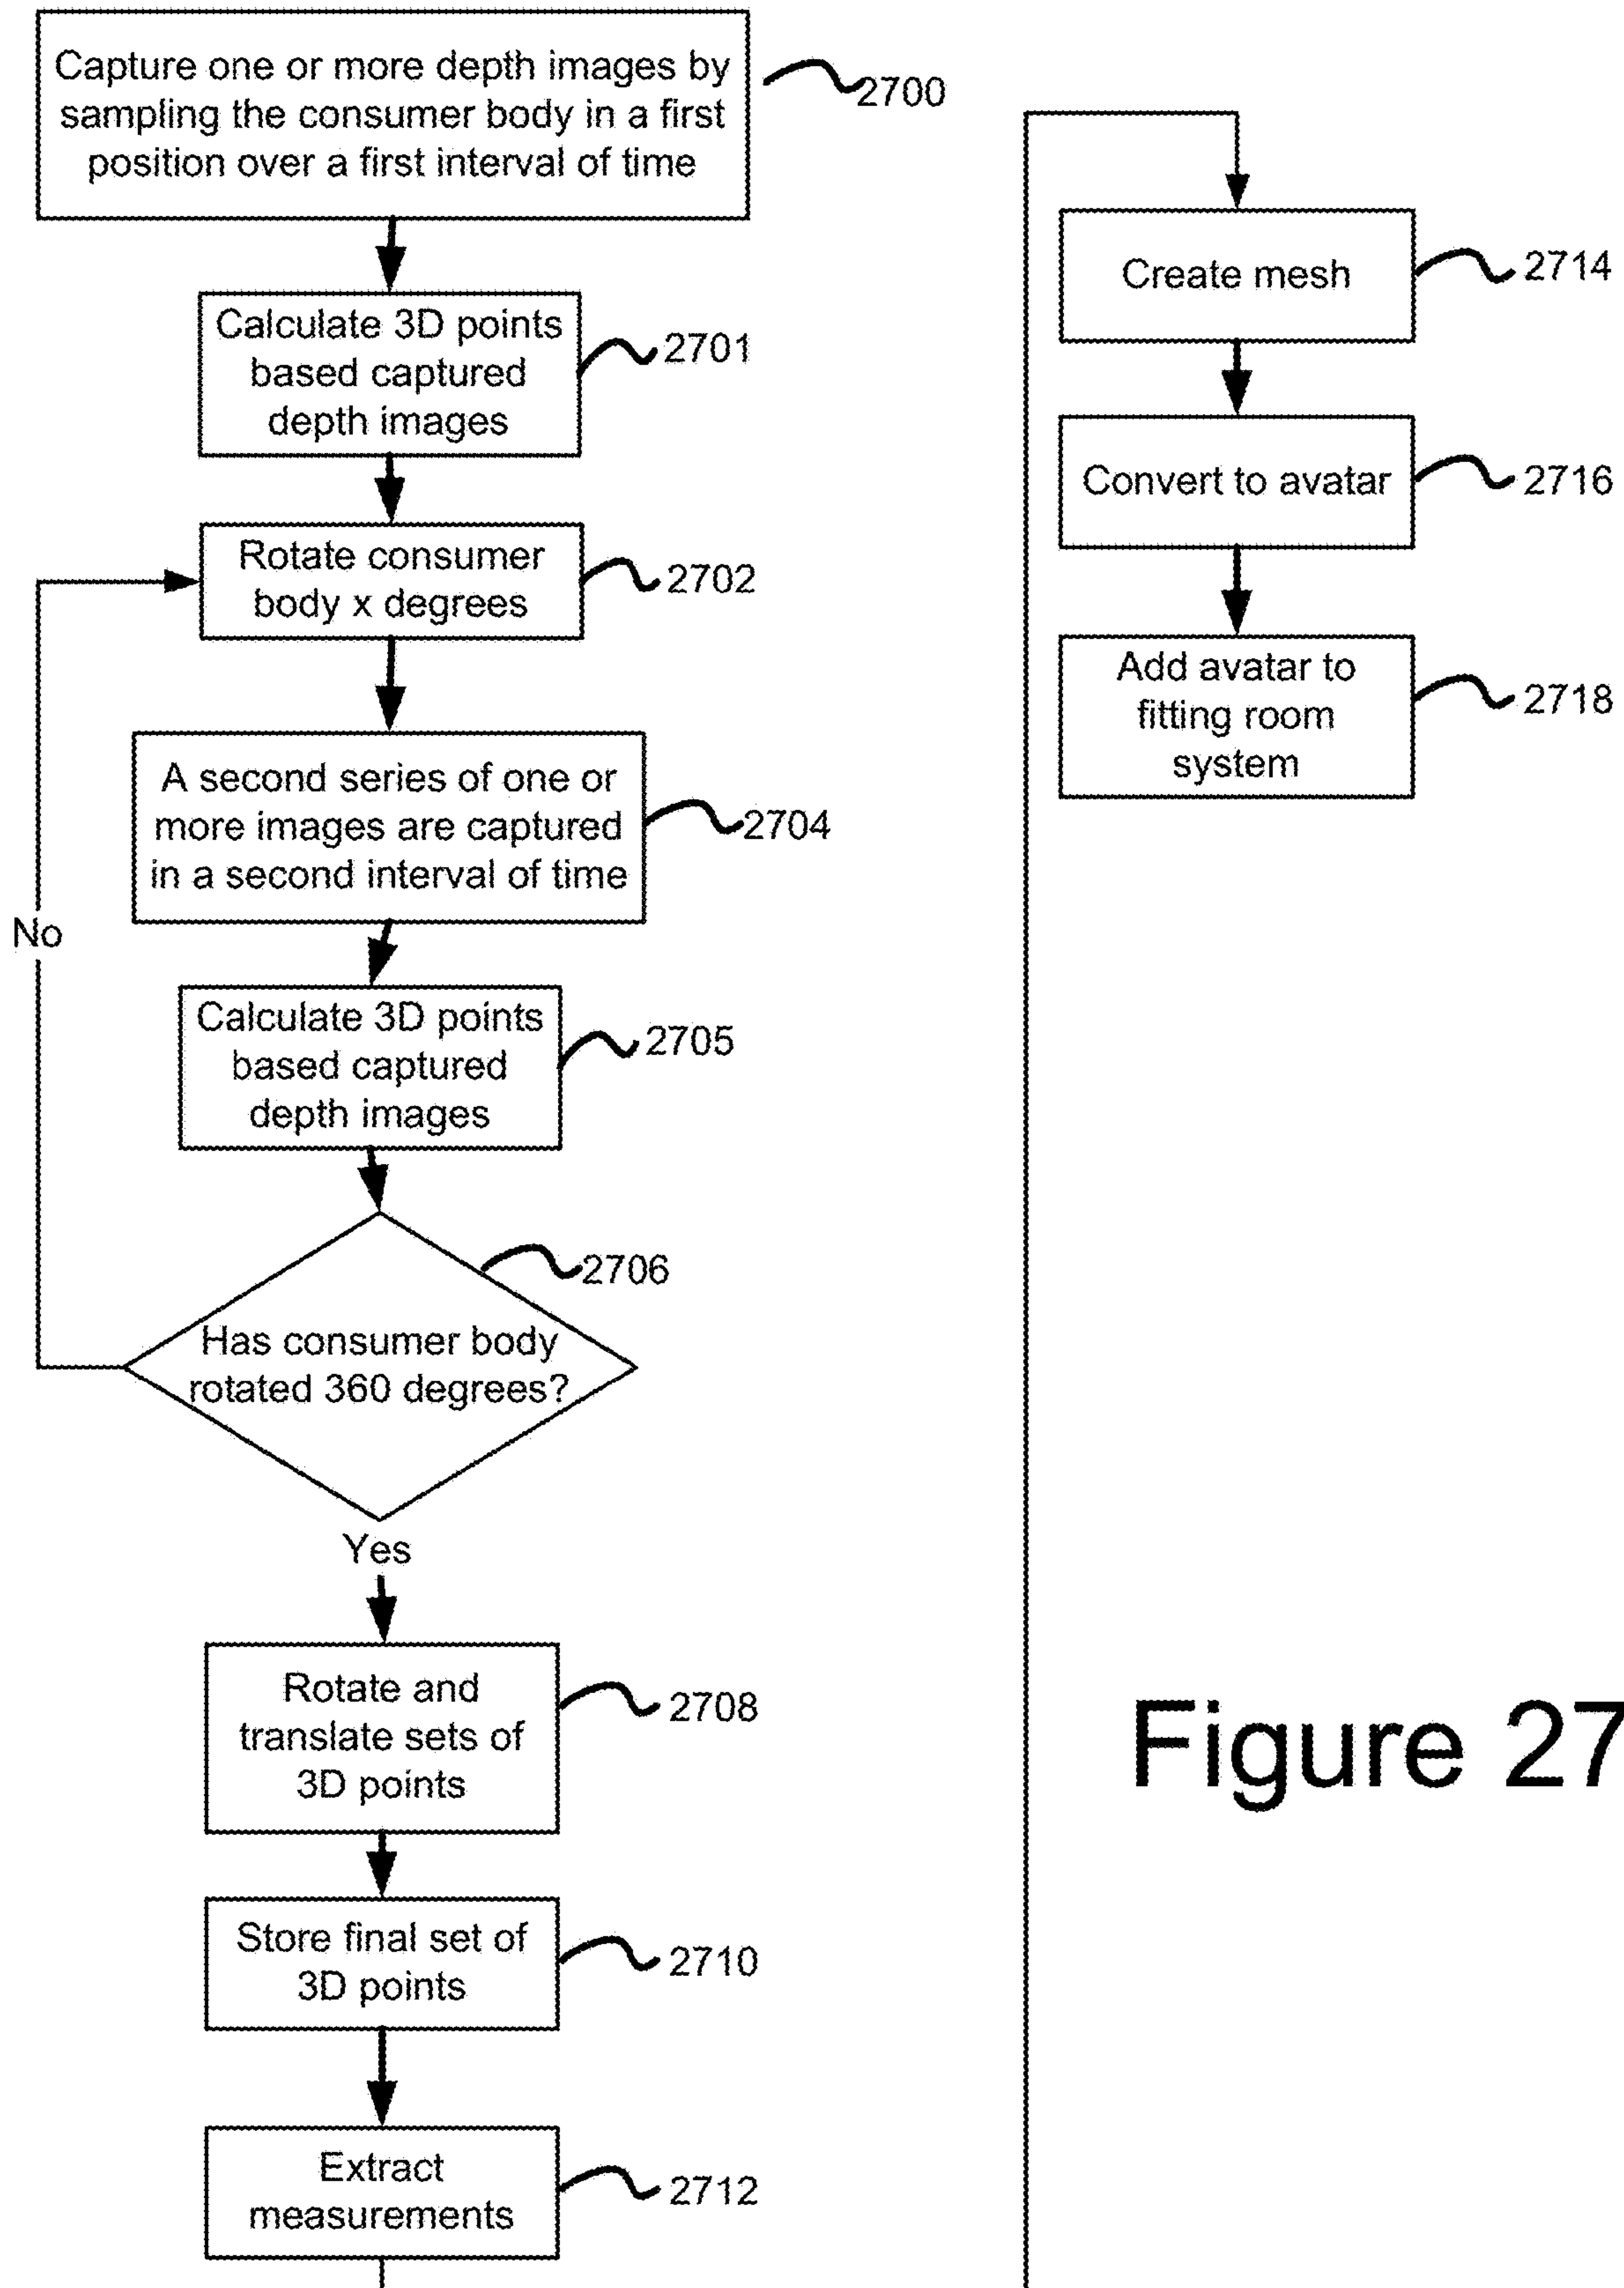 Capture one or more depth images by
sampling the consumer body in a first
position over a first interval of time
2700
Calculate 3D points
based captured
depth images
2701
Rotate consumer
body x degrees
2702
A second series of one or
more images are captured
in a second interval of time
2704
No
Calculate 3D points
based captured
depth images
2705
2706
Has consumer body
rotated 360 degrees?
Yes
Rotate and
translate sets of
3D points
2708
Store final set of
3D points
2710
Extract
measurements
2712
Create mesh
2714
Convert to avatar
2716
Add avatar to
fitting room
system
2718
Figure 27